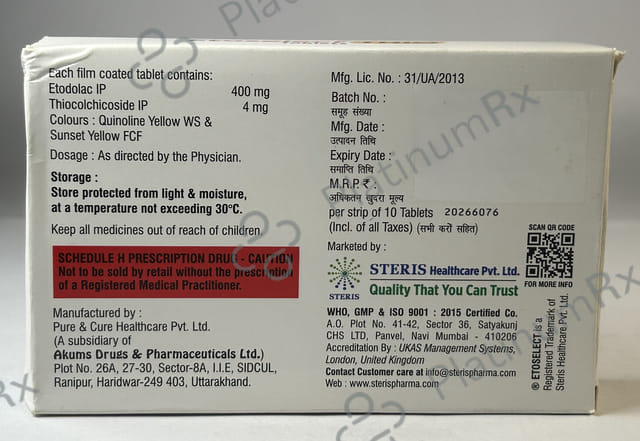 Each film coated tablet contains:
Etodolac IP 400 mg
Thiocolchicoside IP 4 mg
Colours : Quinoline Yellow WS &
Sunset Yellow FCF
Dosage : As directed by the Physician.
Storage :
Store protected from light & moisture,
at a temperature not exceeding 30°C.
Keep all medicines out of reach of children.
SCHEDULE H PRESCRIPTION DRUG - CAUTION
Not to be sold by retail without the prescription
of a Registered Medical Practitioner.
Manufactured by :
Pure & Cure Healthcare Pvt. Ltd.
(A subsidiary of
Akums Drugs & Pharmaceuticals Ltd.)
Plot No. 26A, 27-30, Sector-8A, I.I.E, SIDCUL,
Ranipur, Haridwar-249 403, Uttarakhand.
Mfg. Lic. No. : 31/UA/2013
Batch No. :
समूह संख्या
Mfg. Date :
उत्पादन तिथि
Expiry Date :
समाप्ति तिथि
M.R.P. ₹ :
अधिकतम खुदरा मूल्य
per strip of 10 Tablets 20266076
(Incl. of all Taxes) (सभी करों सहित)
Marketed by :
STERIS
STERIS Healthcare Pvt. Ltd.
Quality That You Can Trust
WHO, GMP & ISO 9001 : 2015 Certified Co.
A.O. Plot No. 41-42, Sector 36, Satyakunj
CHS LTD, Panvel, Navi Mumbai - 410206
Accreditation By : UKAS Management Systems,
London, United Kingdom
Contact Customer care at info@sterispharma.com
Web : www.sterispharma.com
SCAN QR CODE
FOR MORE INFO
® ETOSELECT is a
Registered Trademark of
Steris Healthcare Pvt. Ltd.
PlatinumRx
PlatinumRx
PlatinumRx
Rx